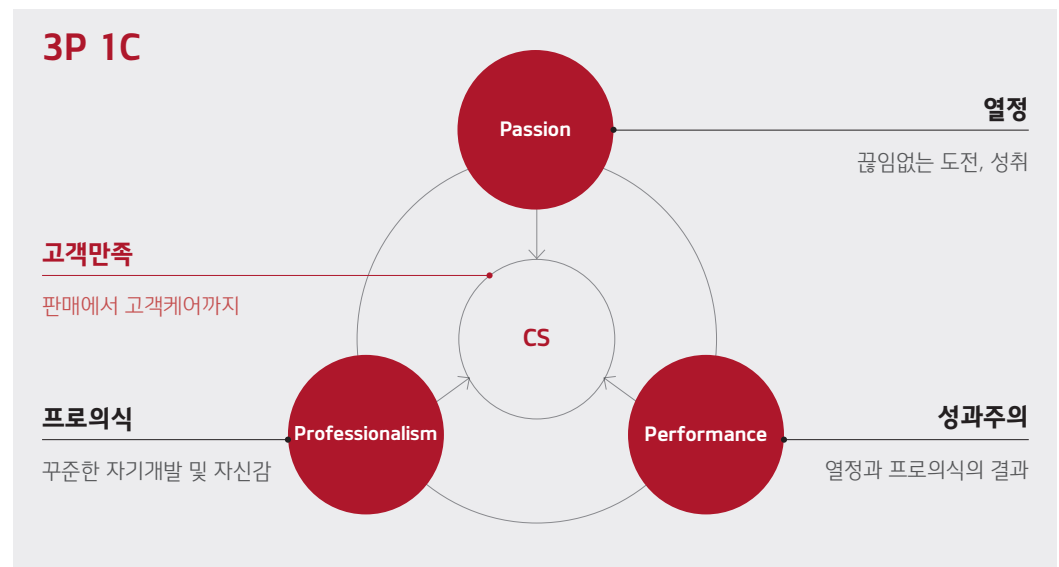 3P 1C
Passion
열정
끊임없는 도전, 성취
고객만족
판매에서 고객케어까지
CS
프로의식
꾸준한 자기개발 및 자신감
Professionalism
Performance
성과주의
열정과 프로의식의 결과